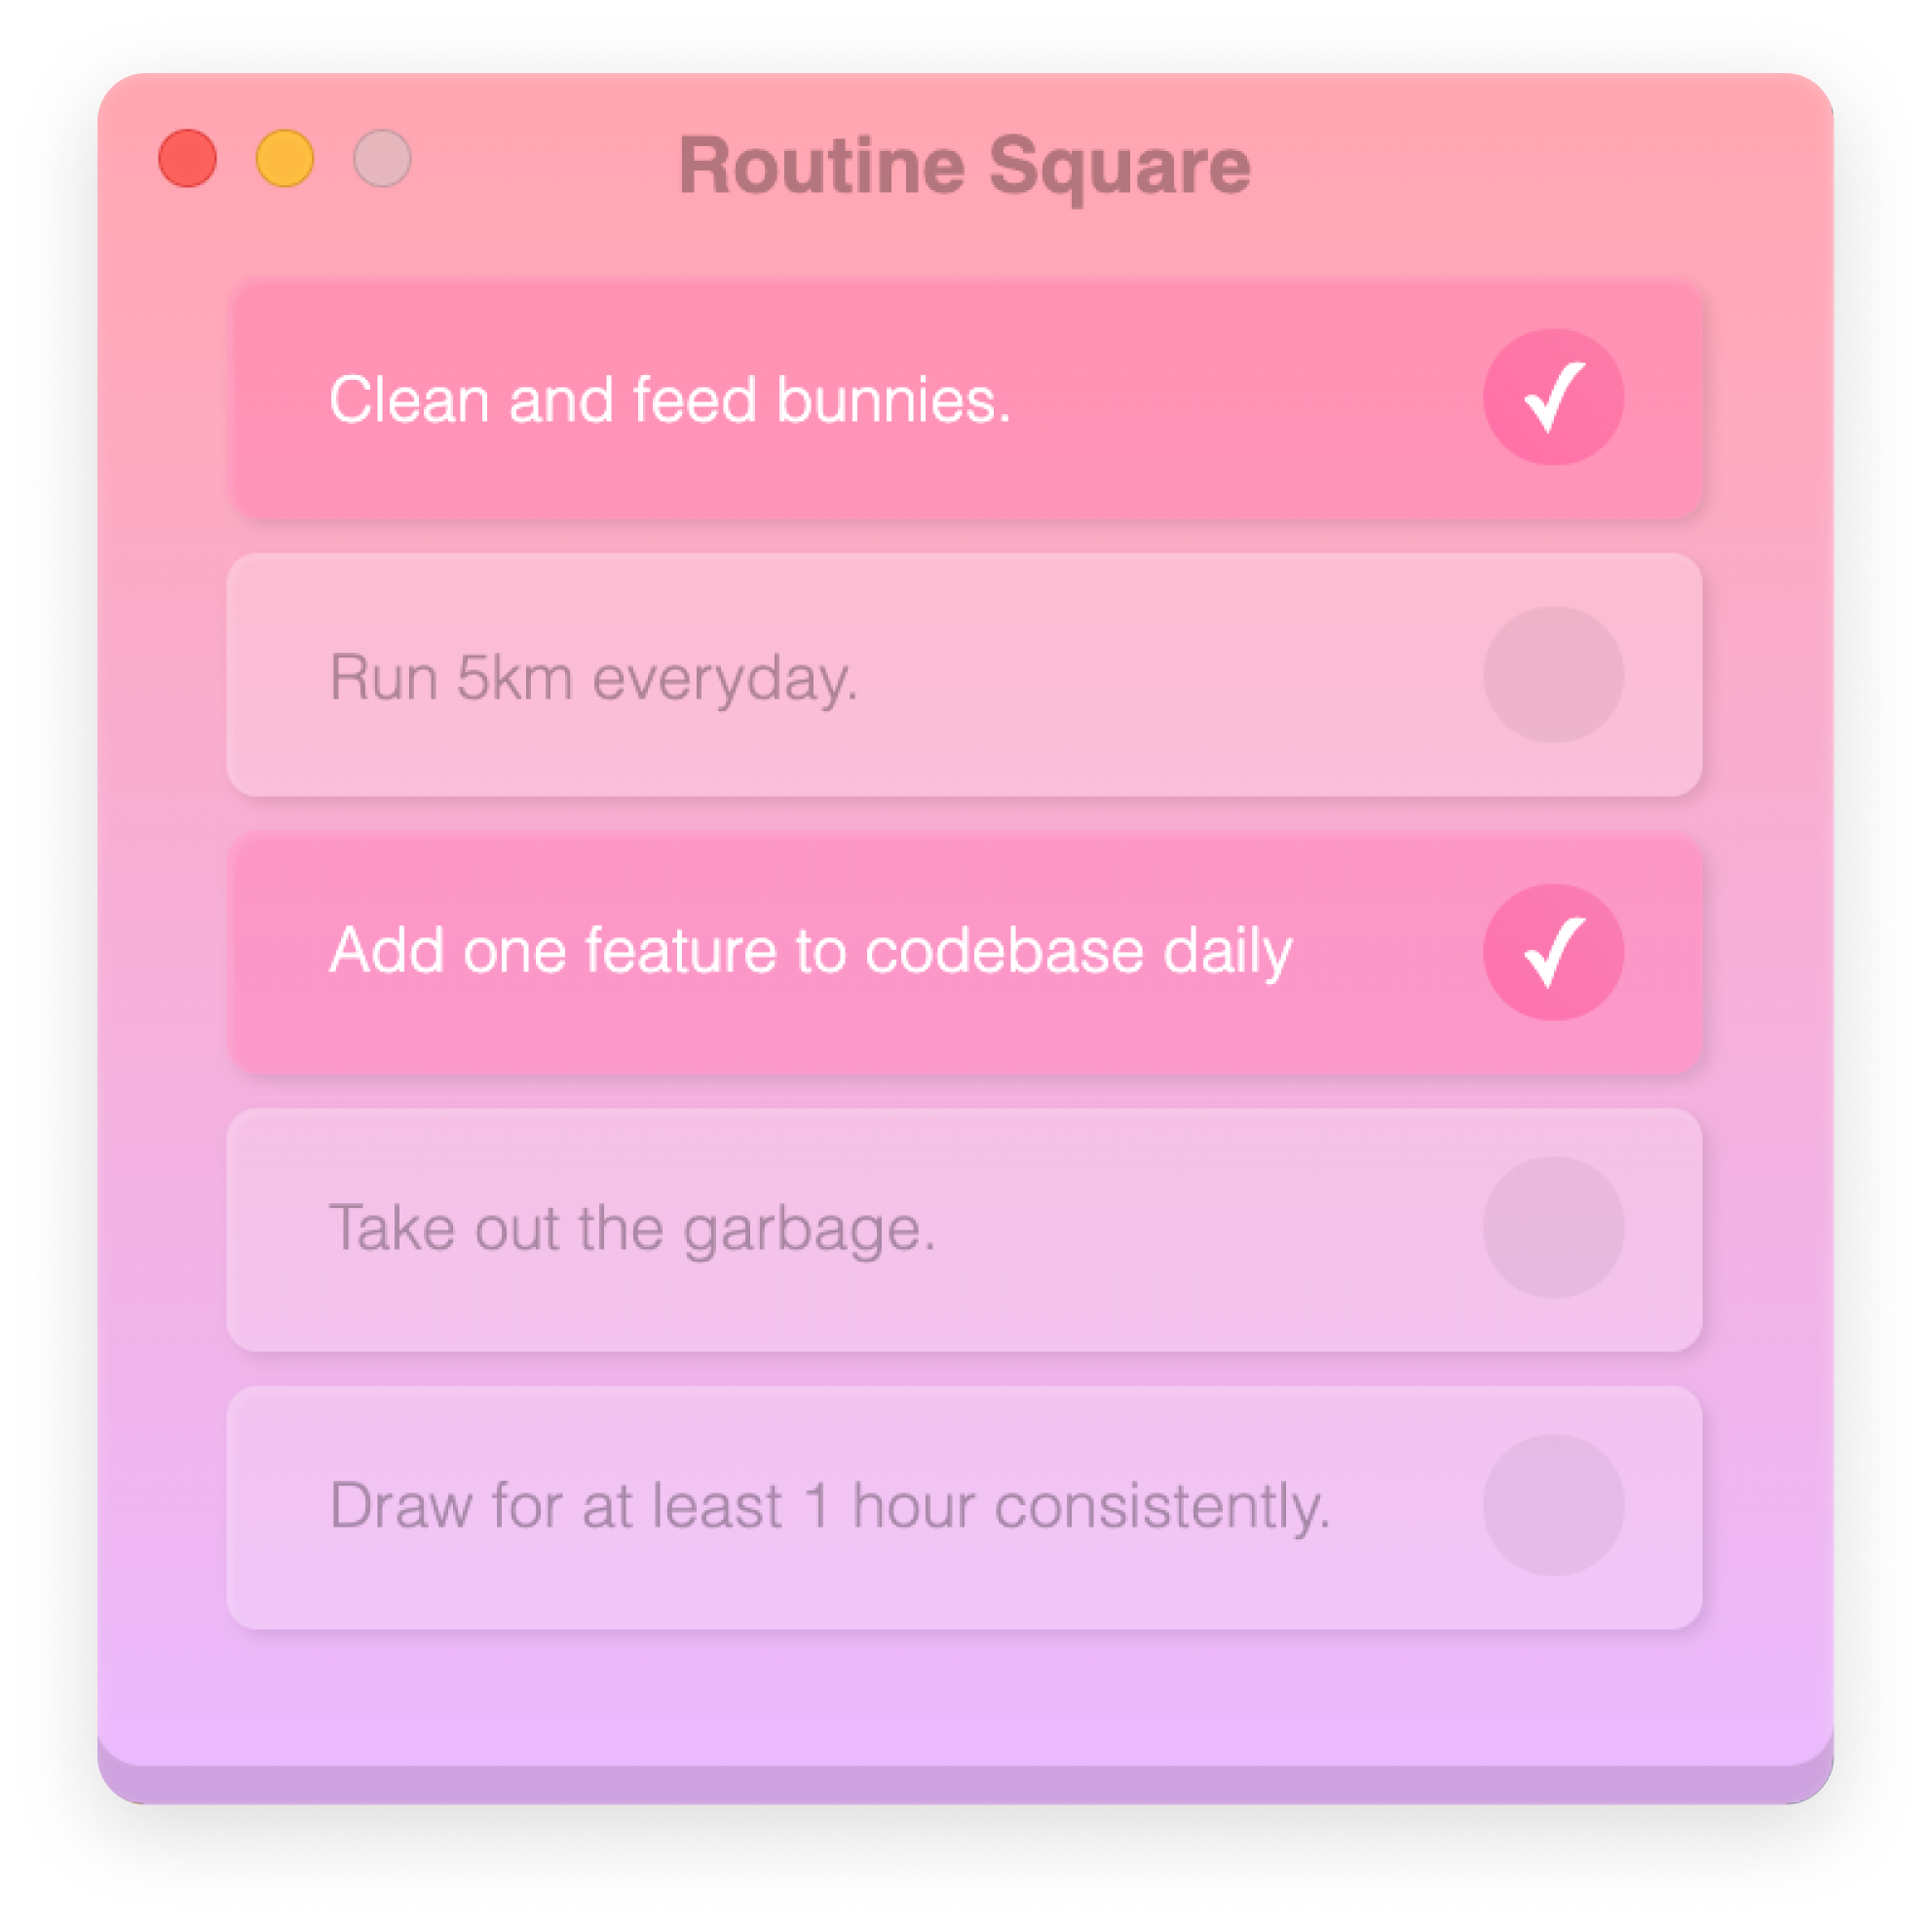 Routine Square
Clean and feed bunnies.
Run 5km everyday.
Add one feature to codebase daily
Take out the garbage.
Draw for at least 1 hour consistently.